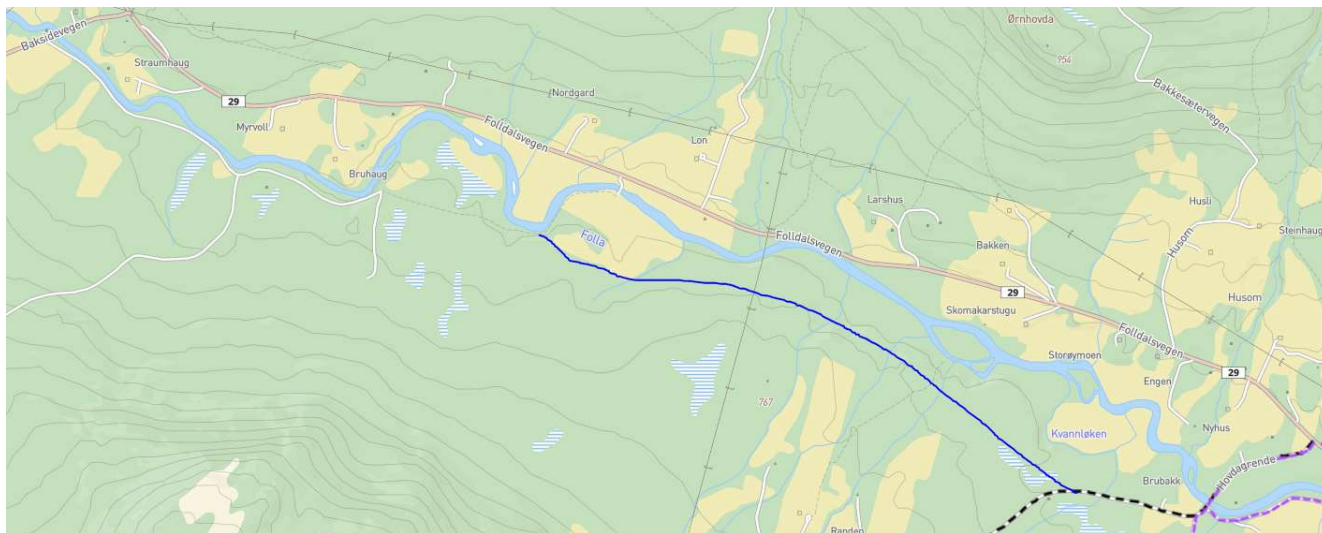 Ørnhovda
Baksidevegen
954
Straumhaug
Bakkesætervegen
29
Nordgard
Myrvoll
Folldalsvegen
Lon
Bruhaug
Larshus
Husli
Steinhaug
Folla
Folldalsvegen
Bakken
Husom
29
Husom
Skomakarstugu
Folldalsvegen
Storøymoen
29
Engen
767
Nyhus
Kvannløken
Hovdagrende
Brubakk
Randen